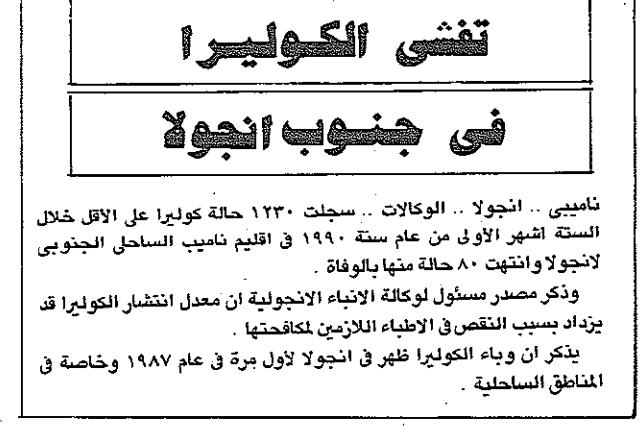 تفشى الكوليرا
فى جنوب انجولا
ناميبى .. انجولا .. الوكالات .. سجلت ١٢٣٠ حالة كوليرا على الأقل خلال
الستة اشهر الأولى من عام سنة ١٩٩٠ فى اقليم ناميب الساحلى الجنوبى
لانجولا وانتهت ٨٠ حالة منها بالوفاة .
وذكر مصدر مسئول لوكالة الانباء الانجولية ان معدل انتشار الكوليرا قد
يزداد بسبب النقص فى الاطباء اللازمين لمكافحتها .
يذكر ان وباء الكوليرا ظهر فى انجولا لأول مرة فى عام ١٩٨٧ وخاصة فى
المناطق الساحلية .